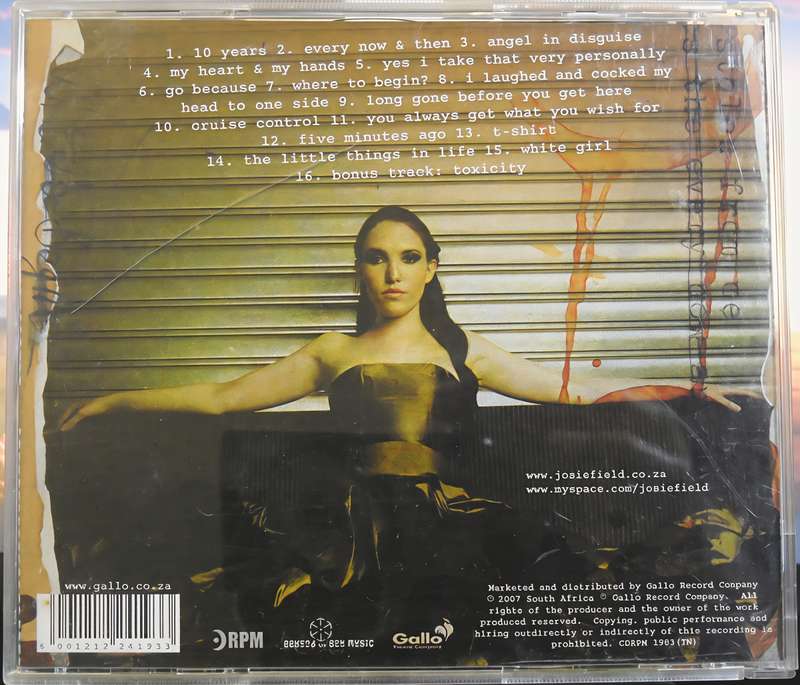 1. 10 years 2. every now & then 3. angel in disguise
4. my heart & my hands 5. yes i take that very personally
6. go because 7. where to begin? 8. i laughed and cocked my
head to one side 9. long gone before you get here
10. cruise control 11. you always get what you wish for
12. five minutes ago 13. t-shirt
14. the little things in life 15. white girl
16. bonus track: toxicity
www.josiefield.co.za
www.myspace.com/josiefield
www.gallo.co.za
6 001212 241933
RPM
MUSIC
Gallo
Marketed and distributed by Gallo Record Company
© 2007 South Africa ℗ Gallo Record Company. All
rights of the producer and the owner of the work
produced reserved. Copying. public performance and
hiring outdirectly or indirectly of this recording is
prohibited. CDRPM 1983(TN)